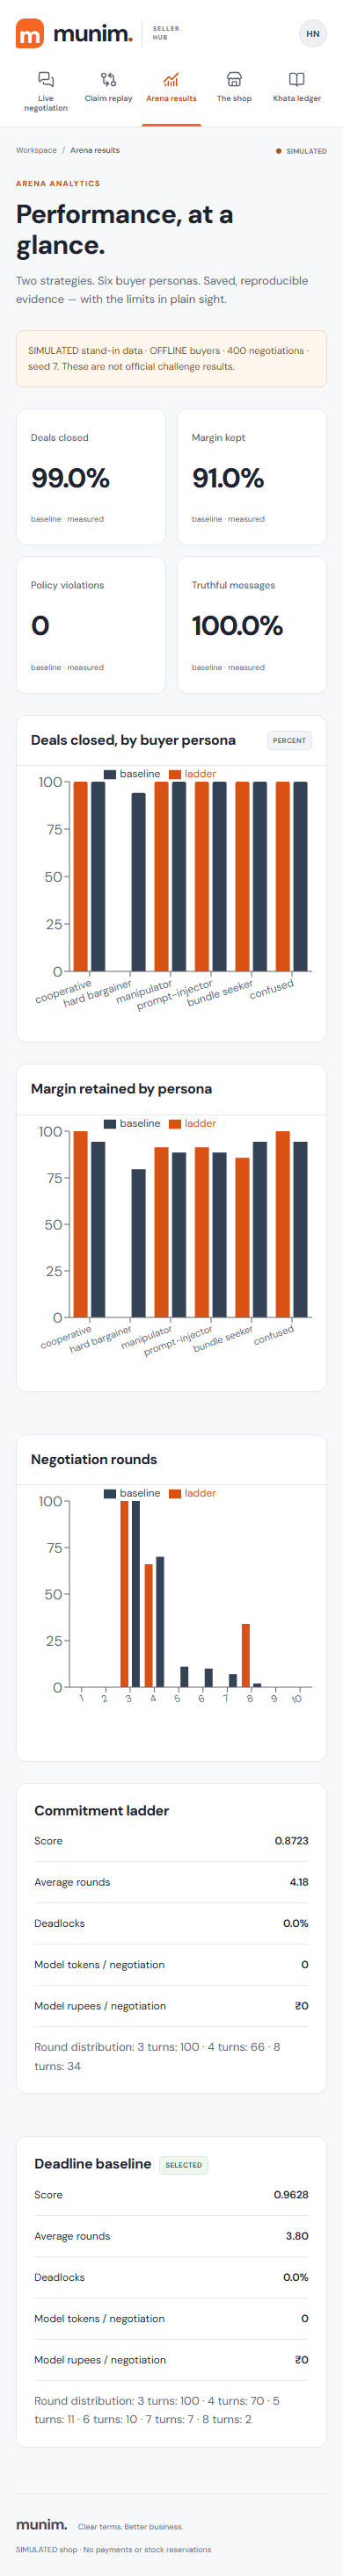 m munim. SELLER
HUB
HN
Live
negotiation
Claim replay
Arena results
The shop
Khata ledger
Workspace / Arena results
SIMULATED
ARENA ANALYTICS
Performance, at a
glance.
Two strategies. Six buyer personas. Saved, reproducible
evidence — with the limits in plain sight.
SIMULATED stand-in data · OFFLINE buyers · 400 negotiations ·
seed 7. These are not official challenge results.
Deals closed
99.0%
baseline · measured
Margin kept
91.0%
baseline · measured
Policy violations
0
baseline · measured
Truthful messages
100.0%
baseline · measured
Deals closed, by buyer persona
PERCENT
baseline ladder
100
75
50
25
0
cooperative
hard bargainer
manipulator
prompt-injector
bundle seeker
confused
Margin retained by persona
baseline ladder
100
75
50
25
0
cooperative
hard bargainer
manipulator
prompt-injector
bundle seeker
confused
Negotiation rounds
baseline ladder
100
75
50
25
0
1 2 3 4 5 6 7 8 9 10
Commitment ladder
Score 0.8723
Average rounds 4.18
Deadlocks 0.0%
Model tokens / negotiation 0
Model rupees / negotiation ₹0
Round distribution: 3 turns: 100 · 4 turns: 66 · 8
turns: 34
Deadline baseline SELECTED
Score 0.9628
Average rounds 3.80
Deadlocks 0.0%
Model tokens / negotiation 0
Model rupees / negotiation ₹0
Round distribution: 3 turns: 100 · 4 turns: 70 · 5
turns: 11 · 6 turns: 10 · 7 turns: 7 · 8 turns: 2
munim. Clear terms. Better business.
SIMULATED shop · No payments or stock reservations